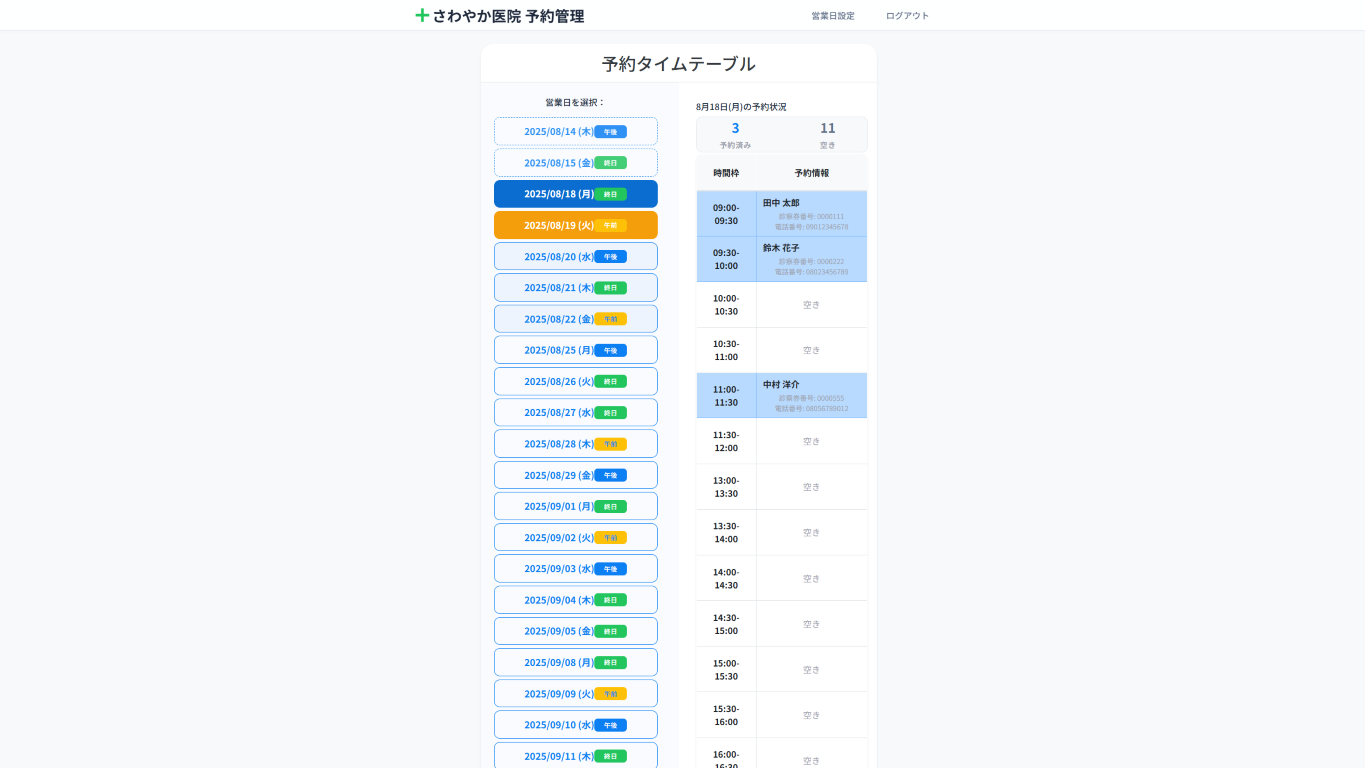 さわやか医院 予約管理
営業日設定
ログアウト
予約タイムテーブル
営業日を選択：
2025/08/14 (木) 午後
2025/08/15 (金) 終日
2025/08/18 (月) 終日
2025/08/19 (火) 午前
2025/08/20 (水) 午後
2025/08/21 (木) 終日
2025/08/22 (金) 午前
2025/08/25 (月) 午後
2025/08/26 (火) 終日
2025/08/27 (水) 終日
2025/08/28 (木) 午前
2025/08/29 (金) 午後
2025/09/01 (月) 終日
2025/09/02 (火) 午前
2025/09/03 (水) 午後
2025/09/04 (木) 終日
2025/09/05 (金) 終日
2025/09/08 (月) 終日
2025/09/09 (火) 午前
2025/09/10 (水) 午後
2025/09/11 (木) 終日
8月18日(月)の予約状況
3 11
予約済み 空き
時間枠 予約情報
09:00-
09:30
田中 太郎
診察券番号: 0000111
電話番号: 09012345678
09:30-
10:00
鈴木 花子
診察券番号: 0000222
電話番号: 08023456789
10:00-
10:30
空き
10:30-
11:00
空き
11:00-
11:30
中村 洋介
診察券番号: 0000555
電話番号: 08056789012
11:30-
12:00
空き
13:00-
13:30
空き
13:30-
14:00
空き
14:00-
14:30
空き
14:30-
15:00
空き
15:00-
15:30
空き
15:30-
16:00
空き
16:00-
16:30
空き